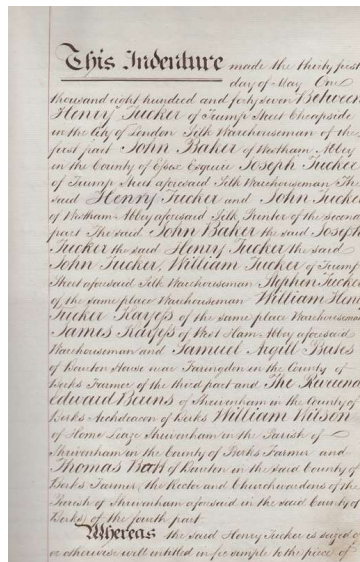 This Indenture made the thirty first
day of May One
thousand eight hundred and forty seven Between
Henry Tucker of Trump Street Cheapside
in the City of London Silk Warehouseman of the
first part John Baker of Westham Abbey
in the County of Essex Esquire Joseph Tucker
of Trump Street aforesaid Silk Warehouseman The
said Henry Tucker and John Tucker
of Westham Abbey aforesaid Silk Printer of the second
part The said John Baker the said Joseph
Tucker the said Henry Tucker the said
John Tucker, William Tucker of Trump
Street aforesaid Silk Warehouseman Stephen Tucker
of the same place Warehouseman William Henry
Tucker of the same place Warehouseman
James of West Ham Abbey aforesaid
Warehouseman and Samuel Argill
of House near Faringdon in the County of
Berks Farmer of the third part and The Reverend
Edward of Shrivenham in the County of
Berks Archdeacon of Berks William Wilson
of Home Leaze Shrivenham in the Parish of
Shrivenham in the County of Berks Farmer and
Thomas of in the said County of
Berks Farmer, the Rector and Churchwardens of the
Parish of Shrivenham aforesaid in the said County of
Berks of the fourth part
Whereas the said Henry Tucker is seized of
or otherwise well intitled in fee simple to the piece of